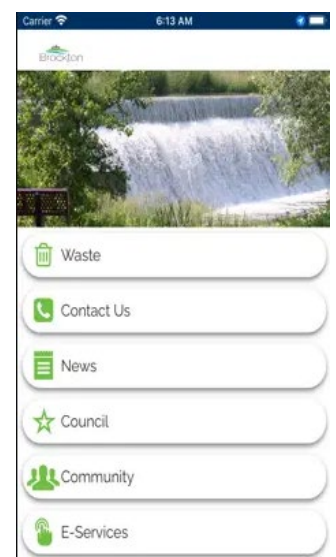 Carrier 6:13 AM
Brockton
Waste
Contact Us
News
Council
Community
E-Services